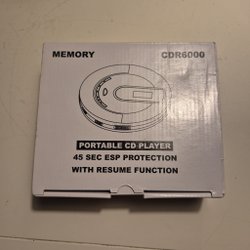 MEMORY CDR6000
PORTABLE CD PLAYER
45 SEC ESP PROTECTION
WITH RESUME FUNCTION